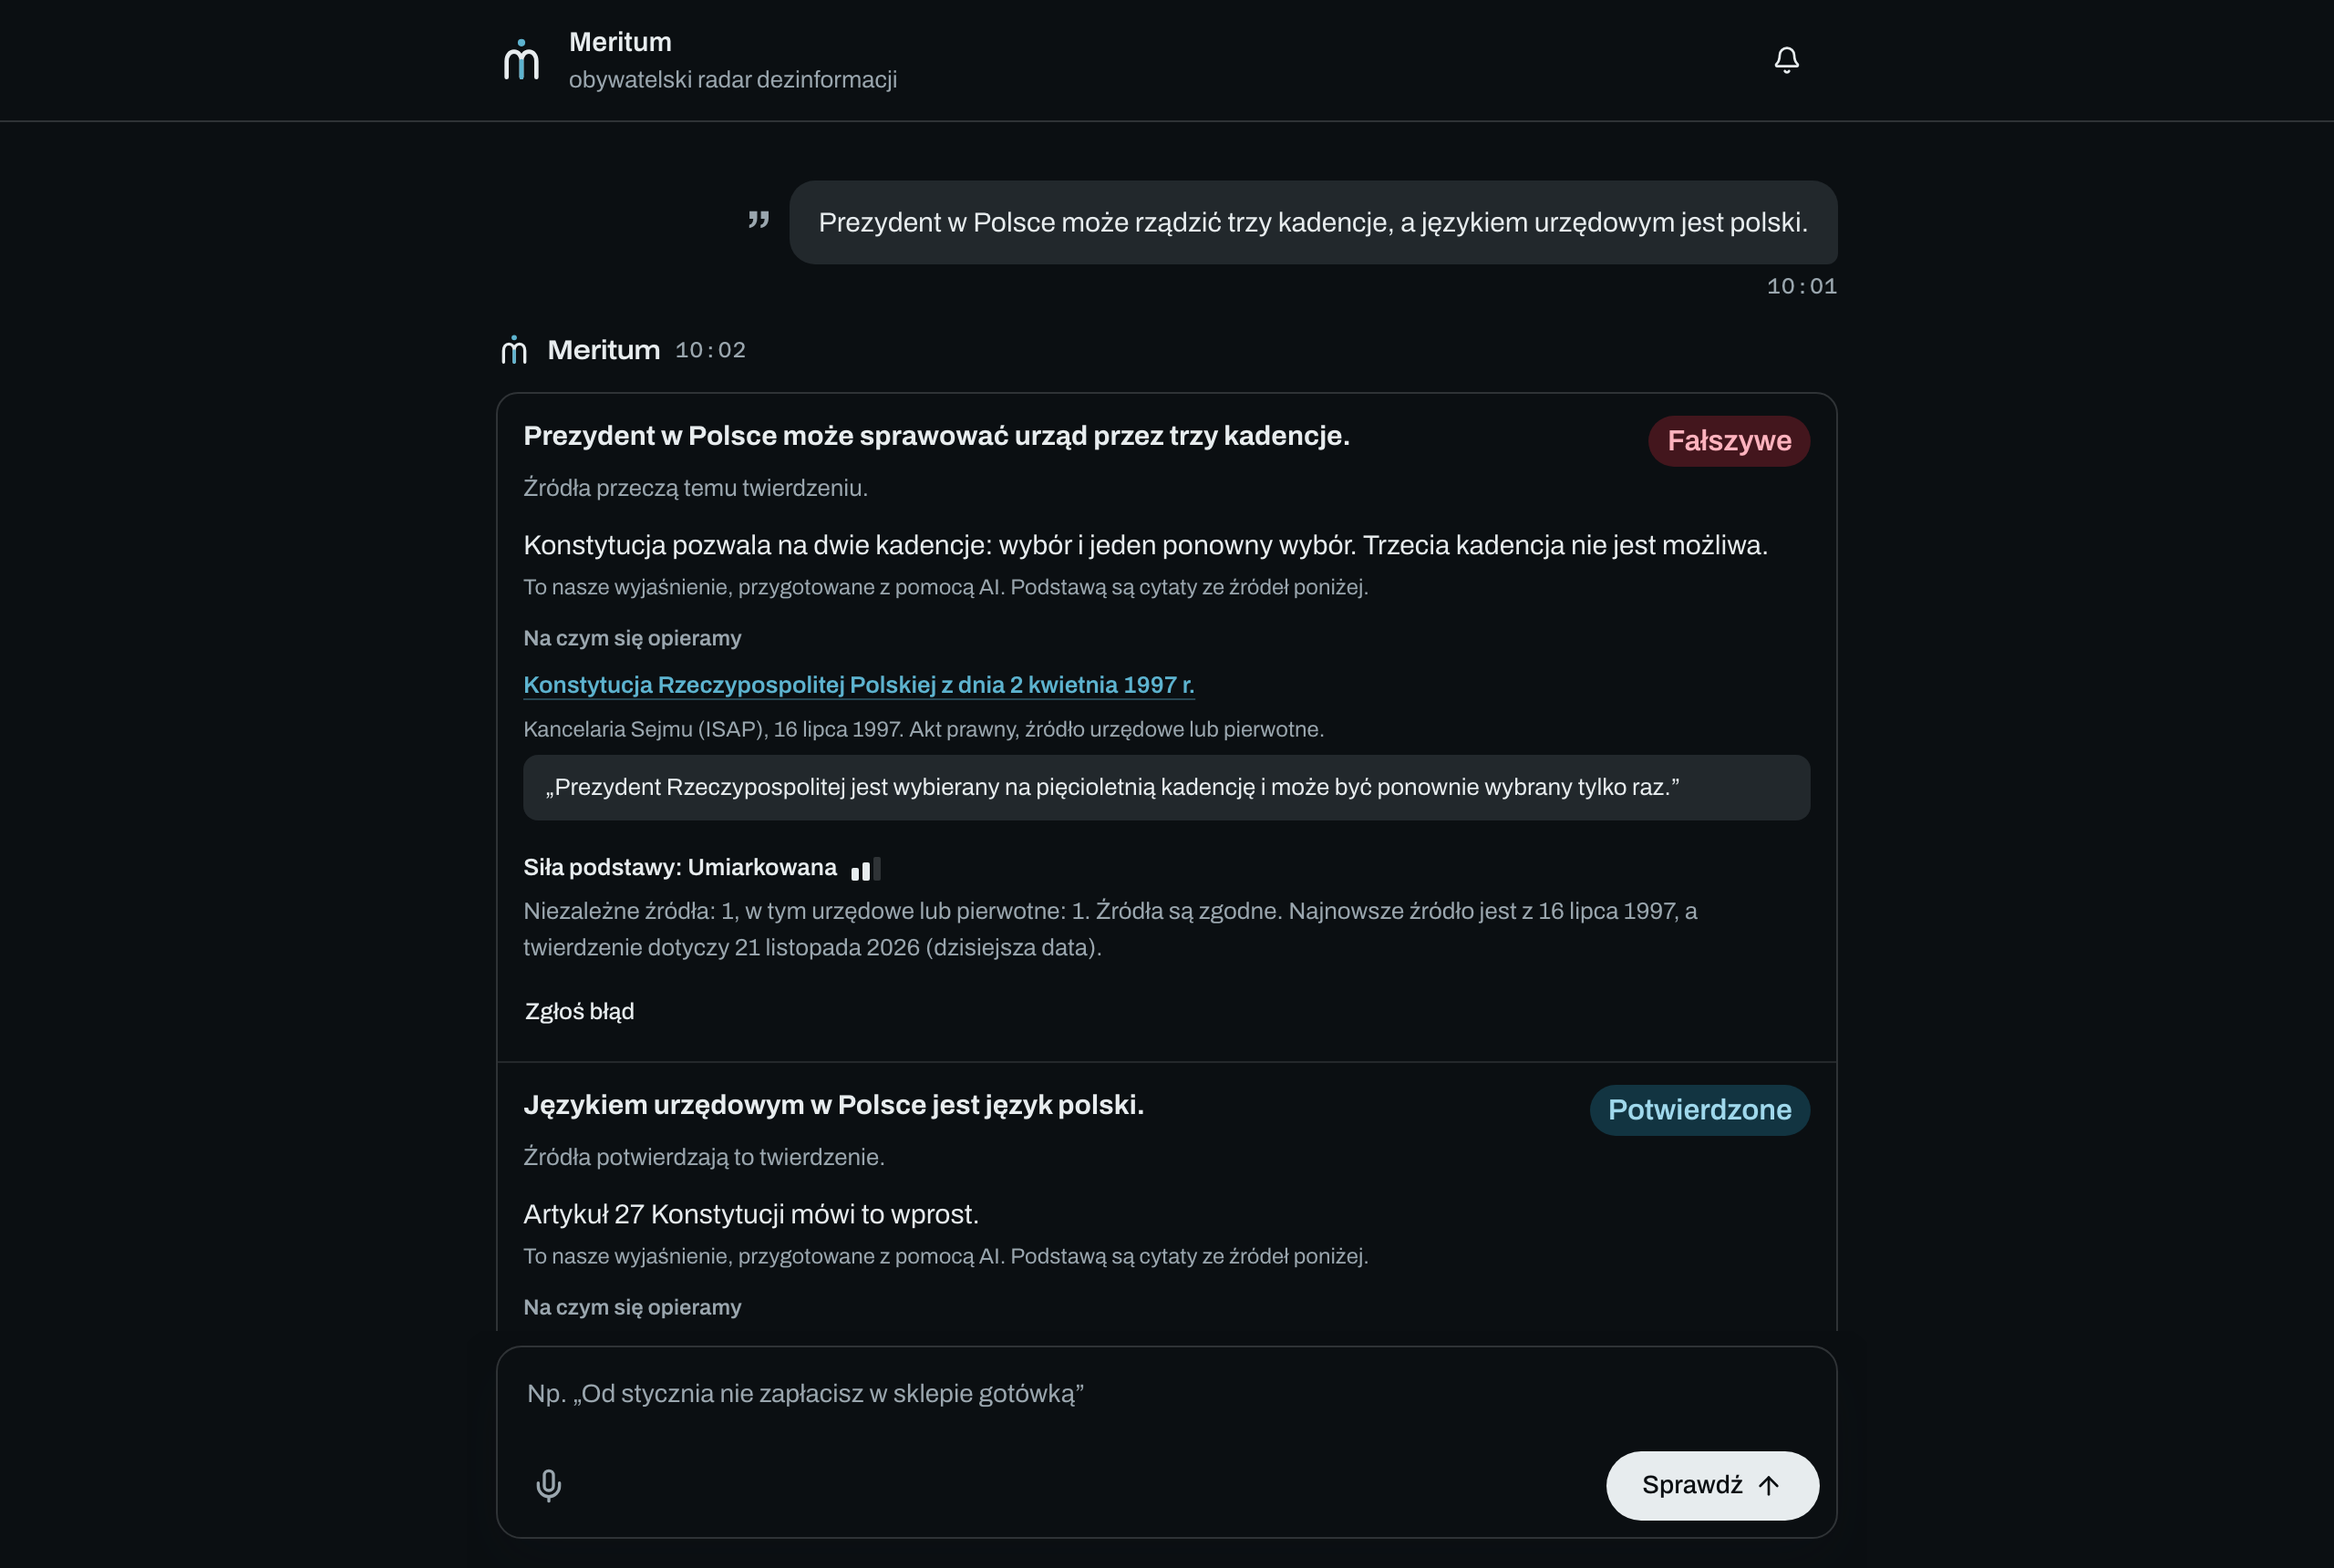 Meritum
obywatelski radar dezinformacji
Prezydent w Polsce może rządzić trzy kadencje, a językiem urzędowym jest polski.
10:01
Meritum 10:02
Prezydent w Polsce może sprawować urząd przez trzy kadencje.
Fałszywe
Źródła przeczą temu twierdzeniu.
Konstytucja pozwala na dwie kadencje: wybór i jeden ponowny wybór. Trzecia kadencja nie jest możliwa.
To nasze wyjaśnienie, przygotowane z pomocą AI. Podstawą są cytaty ze źródeł poniżej.
Na czym się opieramy
Konstytucja Rzeczypospolitej Polskiej z dnia 2 kwietnia 1997 r.
Kancelaria Sejmu (ISAP), 16 lipca 1997. Akt prawny, źródło urzędowe lub pierwotne.
„Prezydent Rzeczypospolitej jest wybierany na pięcioletnią kadencję i może być ponownie wybrany tylko raz.”
Siła podstawy: Umiarkowana
Niezależne źródła: 1, w tym urzędowe lub pierwotne: 1. Źródła są zgodne. Najnowsze źródło jest z 16 lipca 1997, a
twierdzenie dotyczy 21 listopada 2026 (dzisiejsza data).
Zgłoś błąd
Językiem urzędowym w Polsce jest język polski.
Potwierdzone
Źródła potwierdzają to twierdzenie.
Artykuł 27 Konstytucji mówi to wprost.
To nasze wyjaśnienie, przygotowane z pomocą AI. Podstawą są cytaty ze źródeł poniżej.
Na czym się opieramy
Np. „Od stycznia nie zapłacisz w sklepie gotówką”
Sprawdź